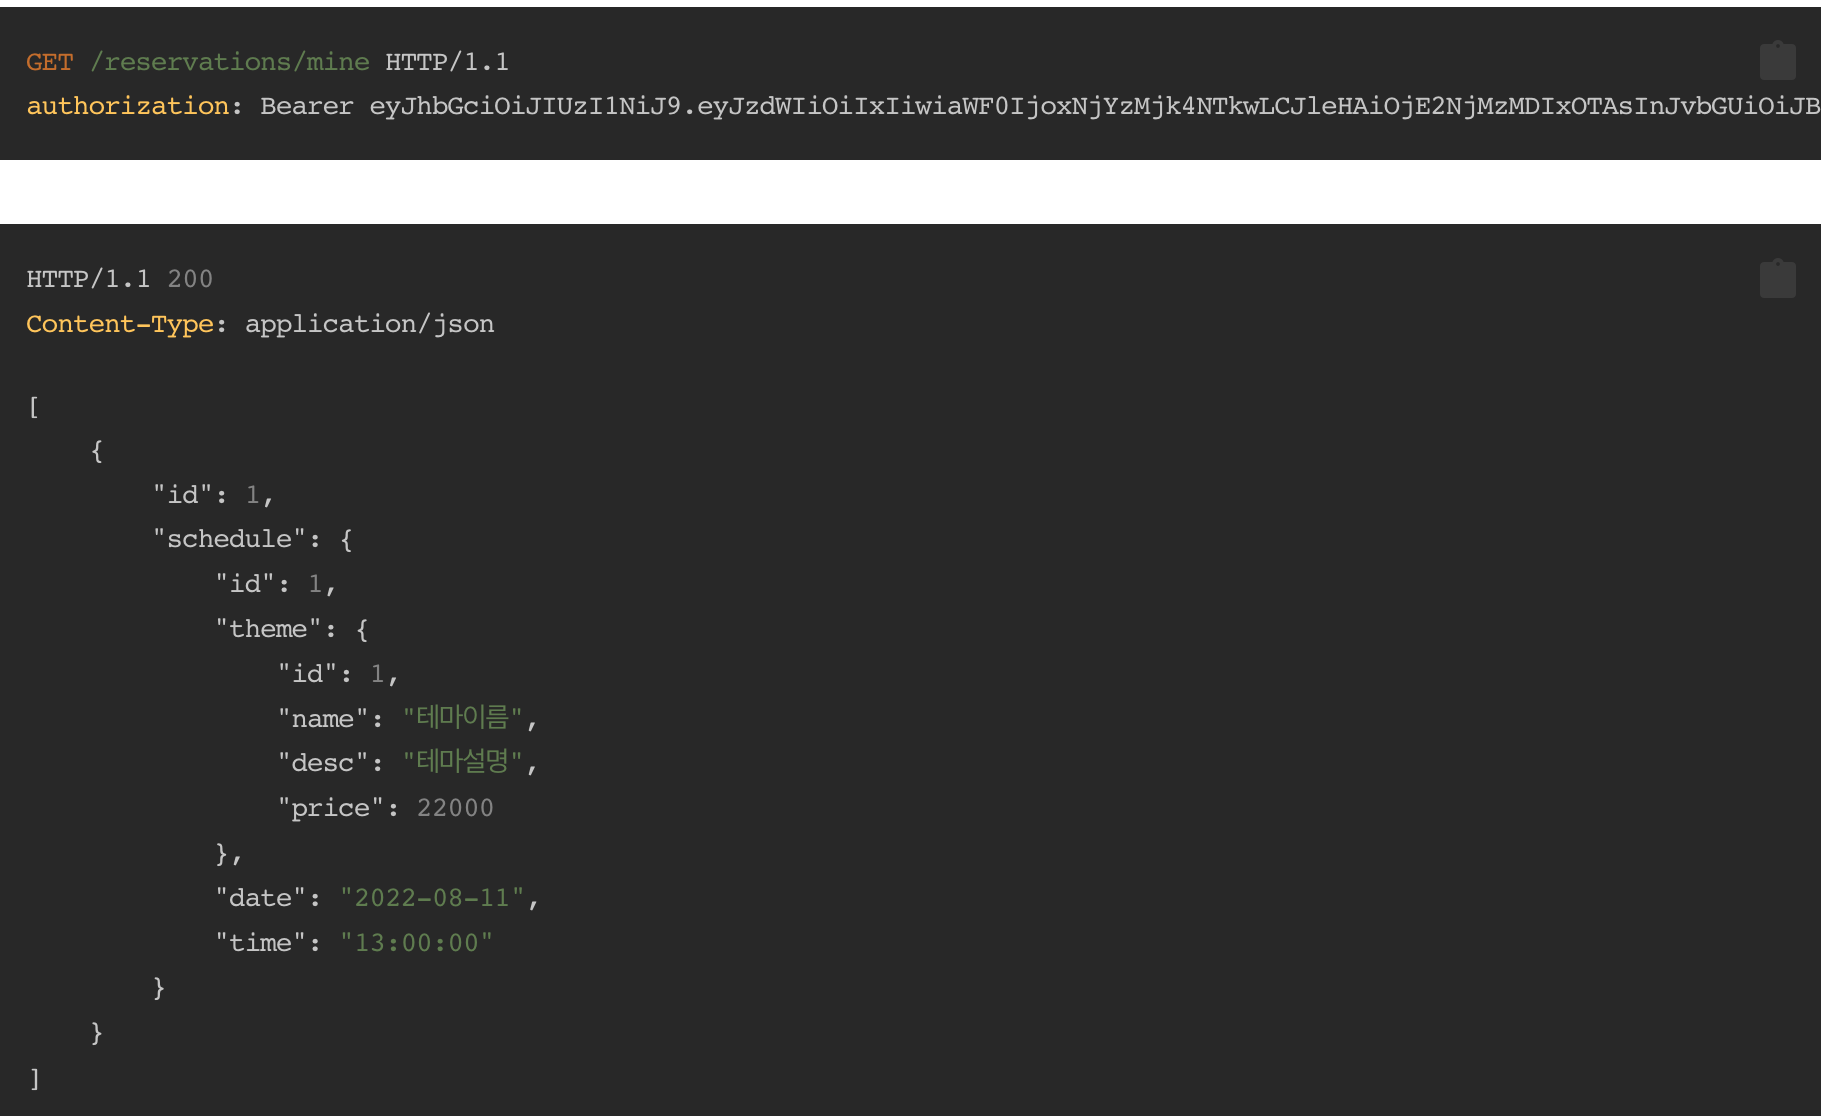 GET /reservations/mine HTTP/1.1
authorization: Bearer eyJhbGciOiJIUzI1NiJ9.eyJzdWIiOiIxIiwiaWF0IjoxNjYzMjk4NTkwLCJleHAiOjE2NjMzMDIxOTAsInJvbGUiOiJB
HTTP/1.1 200
Content-Type: application/json
[
    {
        "id": 1,
        "schedule": {
            "id": 1,
            "theme": {
                "id": 1,
                "name": "테마이름",
                "desc": "테마설명",
                "price": 22000
            },
            "date": "2022-08-11",
            "time": "13:00:00"
        }
    }
]